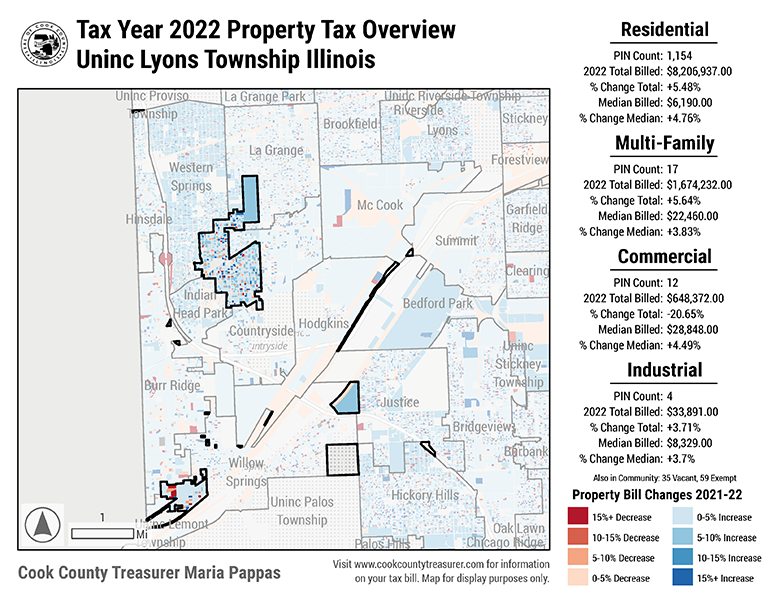 Tax Year 2022 Property Tax Overview
Uninc Lyons Township Illinois
Uninc Proviso
Township
La Grange Park
Uninc Riverside Township
Riverside
Lyons
Stickney
Brookfield
La Grange
Forestview
Western
Springs
Mc Cook
Hinsdale
Garfield
Ridge
Summit
Clearing
Indian
Head Park
Bedford Park
Hodgkins
Countryside
Uninc
Stickney
Township
Burr Ridge
Justice
Bridgeview
Burbank
Willow
Springs
Hickory Hills
Uninc Palos
Township
Uninc Lemont
Township
Oak Lawn
Chicago Ridge
Palos Hills
1
Mi
Cook County Treasurer Maria Pappas
Visit www.cookcountytreasurer.com for information
on your tax bill. Map for display purposes only.
Residential
PIN Count: 1,154
2022 Total Billed: $8,206,937.00
% Change Total: +5.48%
Median Billed: $6,190.00
% Change Median: +4.76%
Multi-Family
PIN Count: 17
2022 Total Billed: $1,674,232.00
% Change Total: +5.64%
Median Billed: $22,460.00
% Change Median: +3.83%
Commercial
PIN Count: 12
2022 Total Billed: $648,372.00
% Change Total: -20.65%
Median Billed: $28,848.00
% Change Median: +4.49%
Industrial
PIN Count: 4
2022 Total Billed: $33,891.00
% Change Total: +3.71%
Median Billed: $8,329.00
% Change Median: +3.7%
Also in Community: 35 Vacant, 59 Exempt
Property Bill Changes 2021-22
15%+ Decrease
10-15% Decrease
5-10% Decrease
0-5% Decrease
0-5% Increase
5-10% Increase
10-15% Increase
15%+ Increase